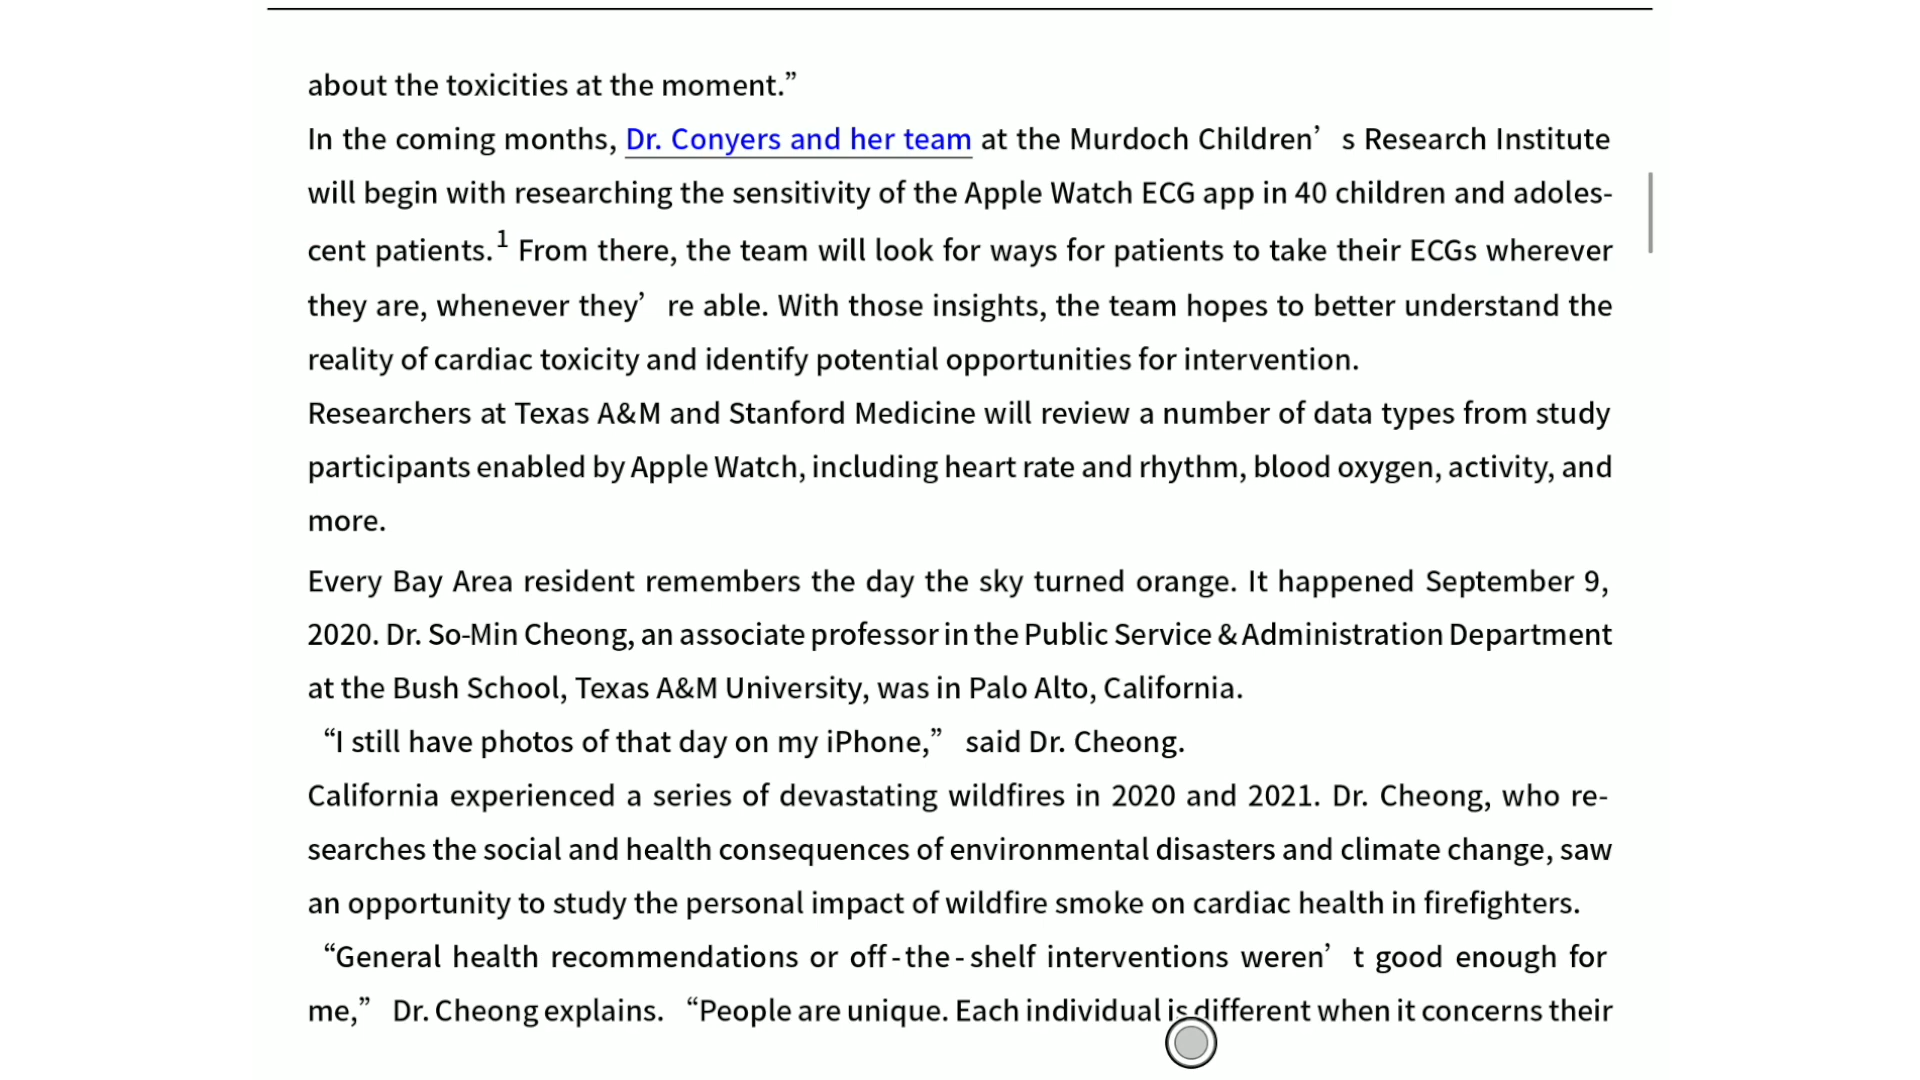 about the toxicities at the moment.”
In the coming months, Dr. Conyers and her team at the Murdoch Children’ s Research Institute
will begin with researching the sensitivity of the Apple Watch ECG app in 40 children and adoles-
cent patients.1 From there, the team will look for ways for patients to take their ECGs wherever
they are, whenever they’ re able. With those insights, the team hopes to better understand the
reality of cardiac toxicity and identify potential opportunities for intervention.
Researchers at Texas A&M and Stanford Medicine will review a number of data types from study
participants enabled by Apple Watch, including heart rate and rhythm, blood oxygen, activity, and
more.
Every Bay Area resident remembers the day the sky turned orange. It happened September 9,
2020. Dr. So-Min Cheong, an associate professor in the Public Service & Administration Department
at the Bush School, Texas A&M University, was in Palo Alto, California.
“I still have photos of that day on my iPhone,” said Dr. Cheong.
California experienced a series of devastating wildfires in 2020 and 2021. Dr. Cheong, who re-
searches the social and health consequences of environmental disasters and climate change, saw
an opportunity to study the personal impact of wildfire smoke on cardiac health in firefighters.
“General health recommendations or off-the-shelf interventions weren’ t good enough for
me,” Dr. Cheong explains. “People are unique. Each individual is different when it concerns their